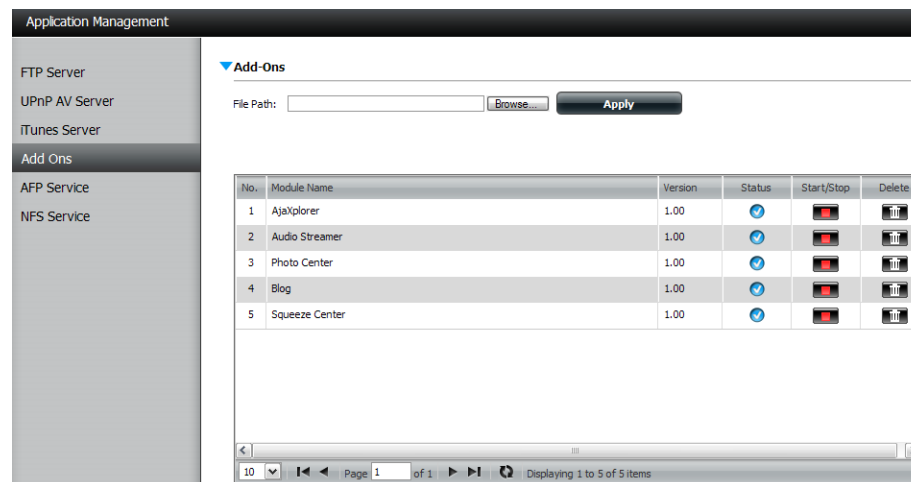 Application Management
FTP Server
UPnP AV Server
iTunes Server
Add Ons
AFP Service
NFS Service
Add-Ons
File Path: Browse... Apply
No. Module Name Version Status Start/Stop Delete
1 AjaXplorer 1.00
2 Audio Streamer 1.00
3 Photo Center 1.00
4 Blog 1.00
5 Squeeze Center 1.00
10 Page 1 of 1 Displaying 1 to 5 of 5 items